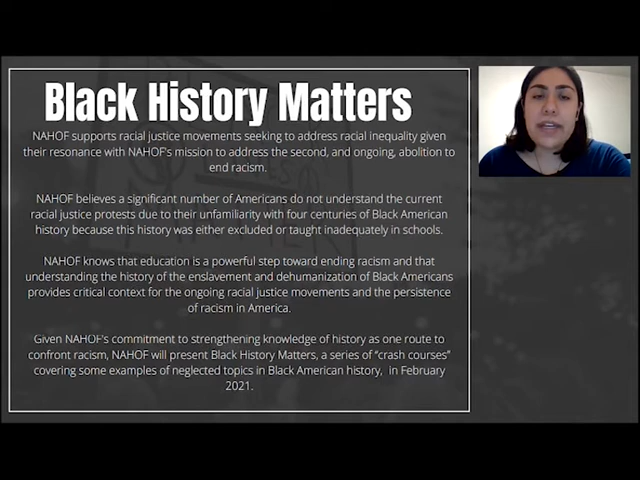 Black History Matters
NAHOF supports racial justice movements seeking to address racial inequality given
their resonance with NAHOF's mission to address the second, and ongoing, abolition to
end racism.
NAHOF believes a significant number of Americans do not understand the current
racial justice protests due to their unfamiliarity with four centuries of Black American
history because this history was either excluded or taught inadequately in schools.
NAHOF knows that education is a powerful step toward ending racism and that
understanding the history of the enslavement and dehumanization of Black Americans
provides critical context for the ongoing racial justice movements and the persistence
of racism in America.
Given NAHOF's commitment to strengthening knowledge of history as one route to
confront racism, NAHOF will present Black History Matters, a series of "crash courses"
covering some examples of neglected topics in Black American history, in February
2021.